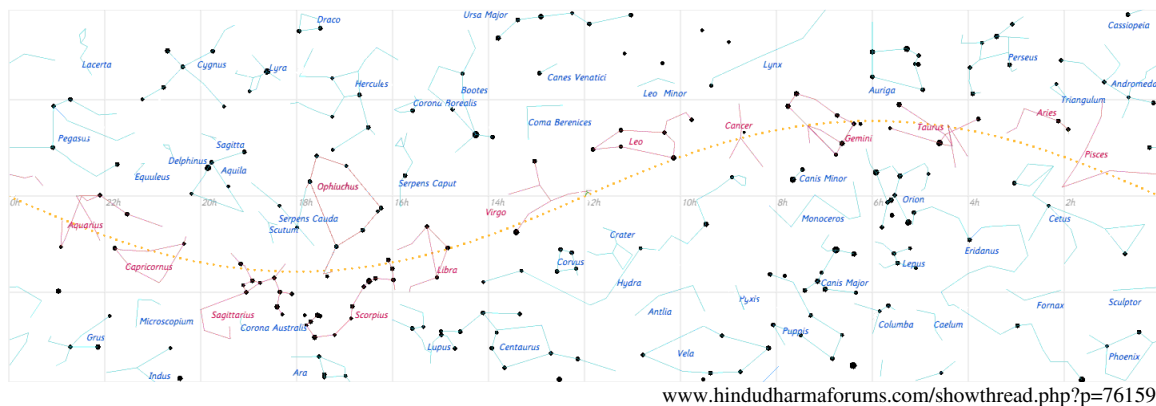 Draco
Ursa Major
Cassiopeia
Lacerta
Cygnus
Lyra
Hercules
Bootes
Canes Venatici
Lynx
Perseus
Auriga
Andromeda
Leo Minor
Triangulum
Coronu Borealis
Coma Berenices
Pegasus
Sagitta
Leo
Cancer
Gemini
Taurus
Aries
Pisces
Delphinus
Equuleus
Aquila
Ophiuchus
Serpens Caput
Canis Minor
0h 22h 20h 18h 16h 14h 12h 10h 8h 6h 4h 2h
Orion
Virgo
Aquarius
Serpens Cauda
Scutum
Monoceros
Cetus
Crater
Capricornus
Libra
Corvus
Eridanus
Lepus
Hydra
Canis Major
Sagittarius
Scorpius
Antlia
Pyxis
Fornax
Sculptor
Microscopium
Corona Australis
Puppis
Columba
Caelum
Grus
Lupus
Centaurus
Vela
Phoenix
Indus
Ara
www.hindudharmaforums.com/showthread.php?p=76159